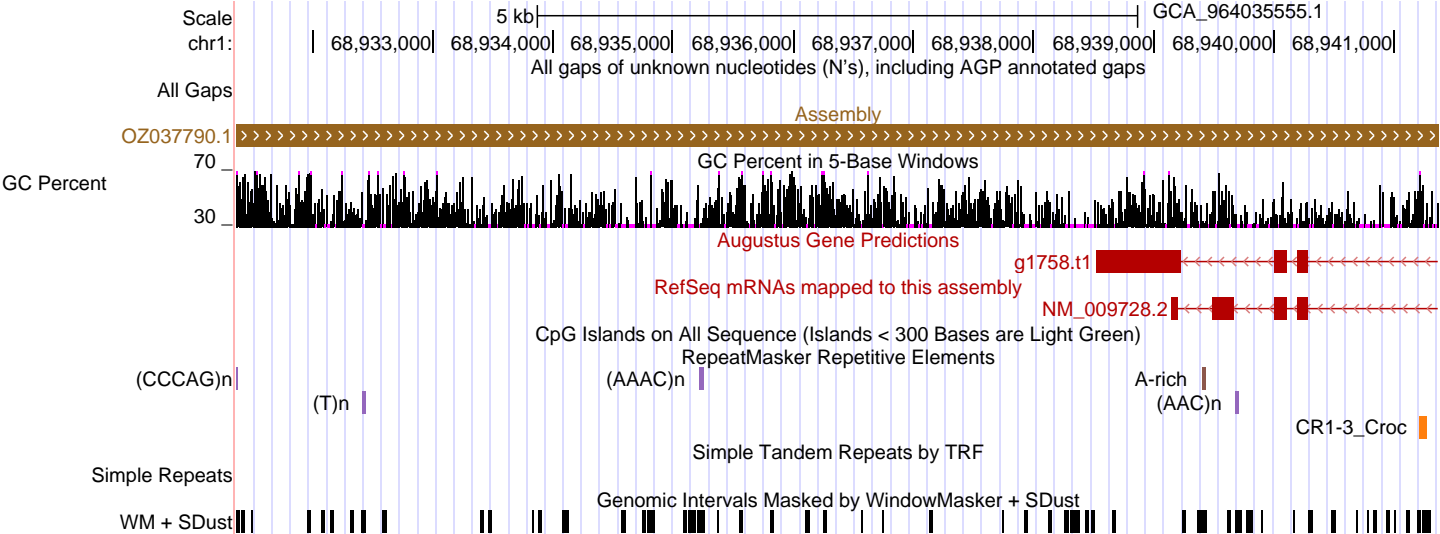 Scale 5 kb GCA_964035555.1
chr1: 68,933,000 68,934,000 68,935,000 68,936,000 68,937,000 68,938,000 68,939,000 68,940,000 68,941,000
All gaps of unknown nucleotides (N's), including AGP annotated gaps
All Gaps
Assembly
OZ037790.1
70 GC Percent in 5-Base Windows
GC Percent
30
Augustus Gene Predictions
g1758.t1
RefSeq mRNAs mapped to this assembly
NM_009728.2
CpG Islands on All Sequence (Islands < 300 Bases are Light Green)
RepeatMasker Repetitive Elements
(CCCAG)n (AAAC)n A-rich
(T)n (AAC)n
CR1-3_Croc
Simple Tandem Repeats by TRF
Simple Repeats
Genomic Intervals Masked by WindowMasker + SDust
WM + SDust